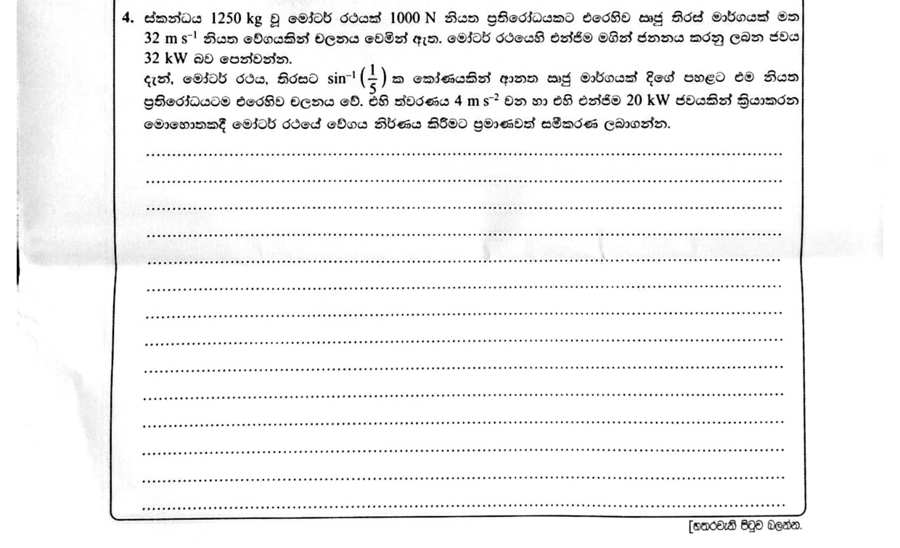 4. ස්කන්ධය 1250 kg වූ මෝටර් රථයක් 1000 N නියත ප්‍රතිරෝධයකට එරෙහිව සෘජු තිරස් මාර්ගයක් මත
32 m s⁻¹ නියත වේගයකින් චලනය වෙමින් ඇත. මෝටර් රථයෙහි එන්ජිම මගින් ජනනය කරනු ලබන ජවය
32 kW බව පෙන්වන්න.
දැන්, මෝටර් රථය, තිරසට sin⁻¹(1/5) ක කෝණයකින් ආනත සෘජු මාර්ගයක් දිගේ පහළට එම නියත
ප්‍රතිරෝධයටම එරෙහිව චලනය වේ. එහි ත්වරණය 4 m s⁻² වන හා එහි එන්ජිම 20 kW ජවයකින් ක්‍රියාකරන
මොහොතකදී මෝටර් රථයේ වේගය නිර්ණය කිරීමට ප්‍රමාණවත් සමීකරණ ලබාගන්න.
[හතරවැනි පිටුව බලන්න.